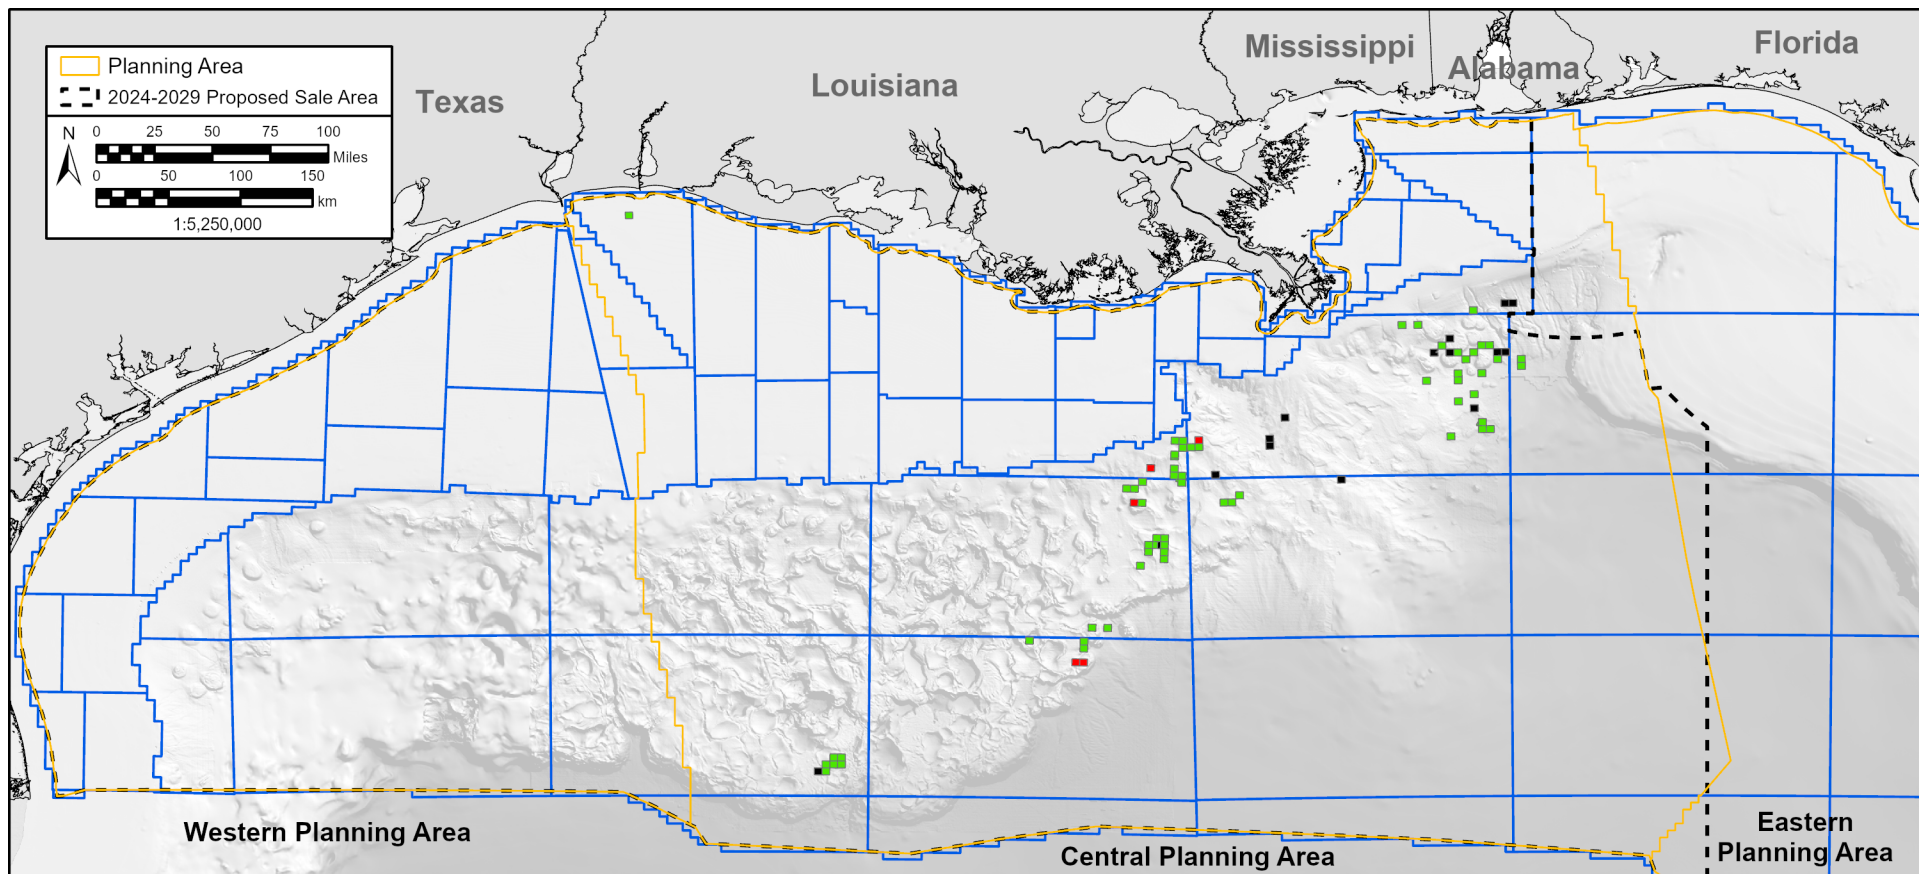 Planning Area
2024-2029 Proposed Sale Area
N
0 25 50 75 100
Miles
0 50 100 150
km
1:5,250,000
Texas
Louisiana
Mississippi
Alabama
Florida
Western Planning Area
Central Planning Area
Eastern
Planning Area